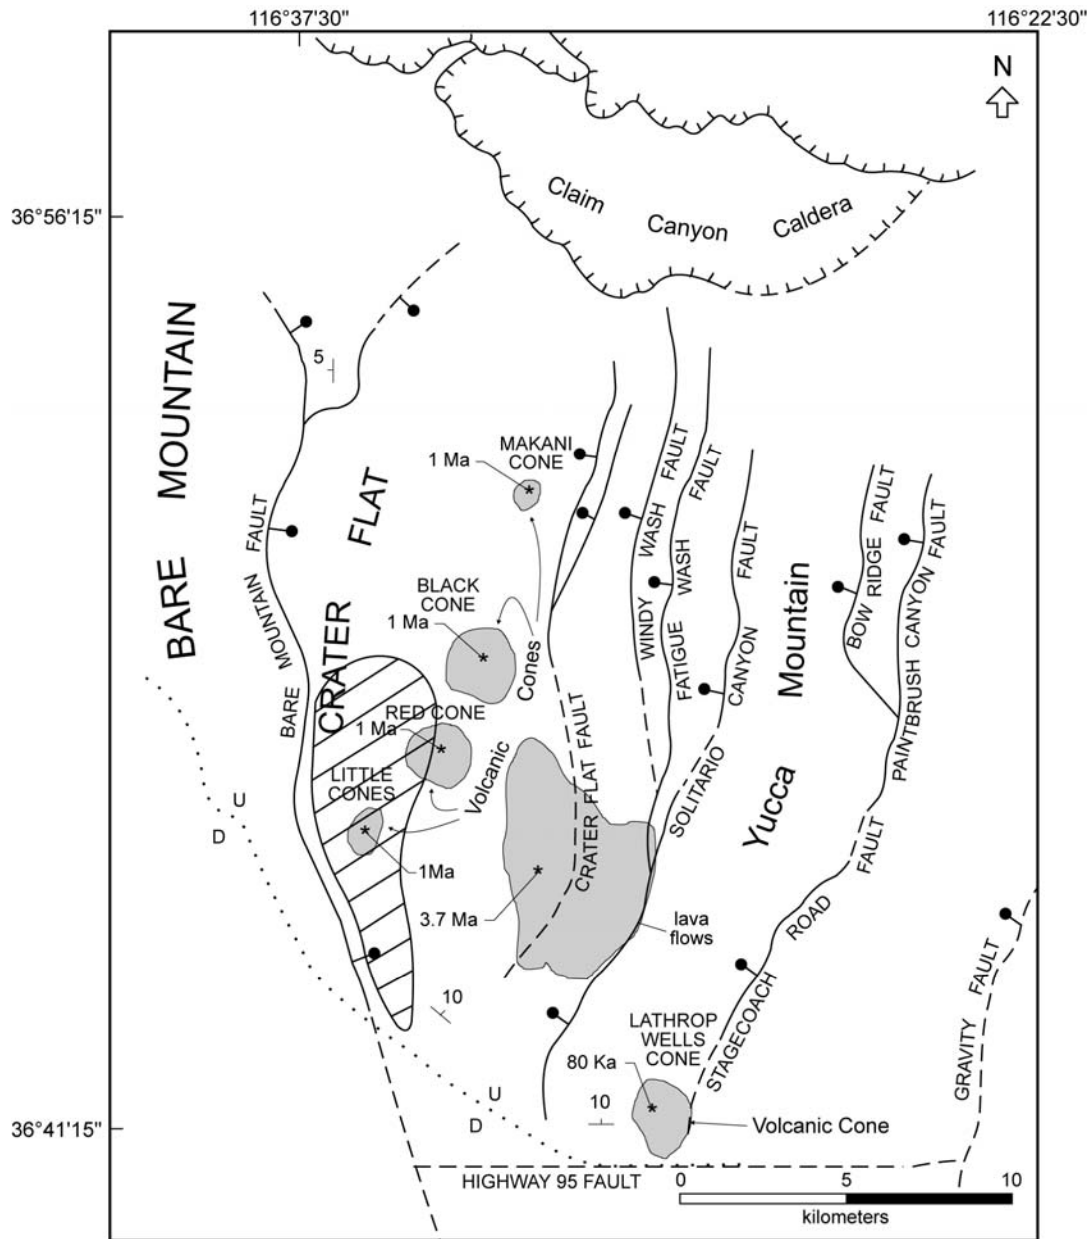 116°37'30"
116°22'30"
N
36°56'15"
Claim
Canyon
Caldera
BARE MOUNTAIN
5
MAKANI
CONE
1 Ma
CRATER FLAT
BARE MOUNTAIN FAULT
BLACK
CONE
1 Ma
Volcanic Cones
WINDY WASH FAULT
FATIGUE WASH FAULT
SOLITARIO CANYON FAULT
Yucca Mountain
BOW RIDGE FAULT
PAINTBRUSH CANYON FAULT
RED CONE
1 Ma
LITTLE
CONES
1Ma
CRATER FLAT FAULT
3.7 Ma
lava
flows
U
D
10
STAGECOACH ROAD FAULT
GRAVITY FAULT
LATHROP
WELLS
CONE
80 Ka
U
D
10
36°41'15"
Volcanic Cone
HIGHWAY 95 FAULT
0 5 10
kilometers